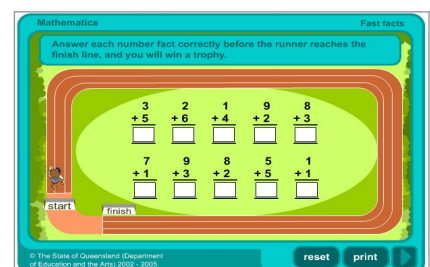 Mathematics Fast facts
Answer each number fact correctly before the runner reaches the
finish line, and you will win a trophy.
3 2 1 9 8
+ 5 + 6 + 4 + 2 + 3
7 9 8 5 1
+ 1 + 3 + 2 + 5 + 1
start
finish
© The State of Queensland (Department
of Education and the Arts) 2002 - 2005.
reset print